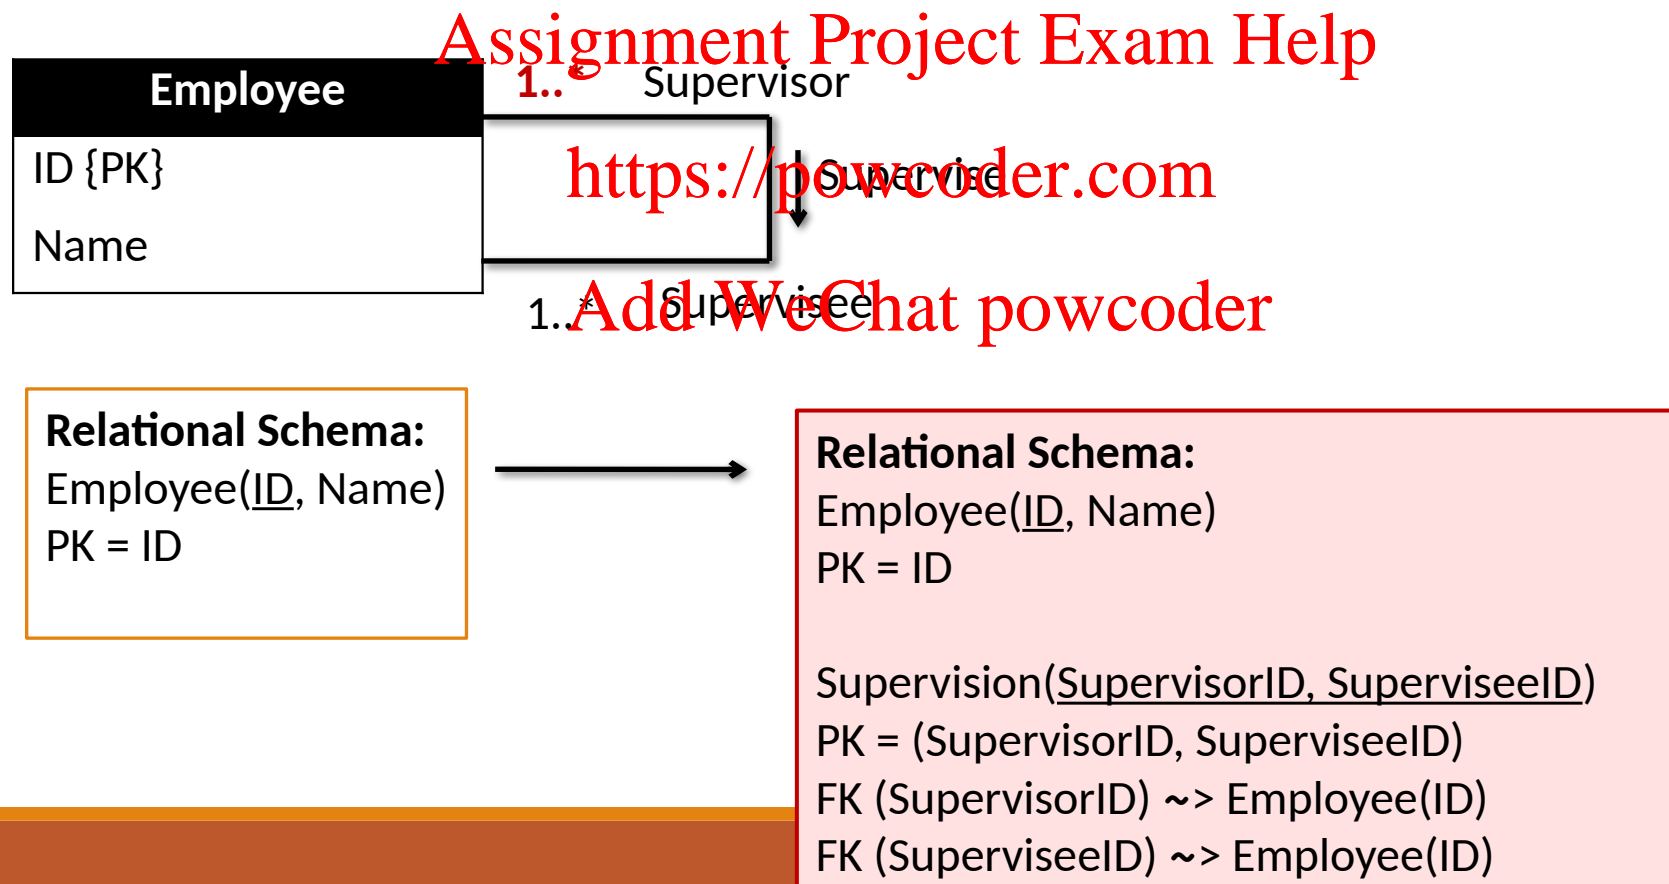 Assignment Project Exam Help
Employee
1..*
Supervisor
ID {PK}
https://powcoder.com
Supervise
Name
1..*
Supervisee
Add WeChat powcoder
Relational Schema:
Employee(ID, Name)
PK = ID
Relational Schema:
Employee(ID, Name)
PK = ID
Supervision(SupervisorID, SuperviseeID)
PK = (SupervisorID, SuperviseeID)
FK (SupervisorID) ~> Employee(ID)
FK (SuperviseeID) ~> Employee(ID)